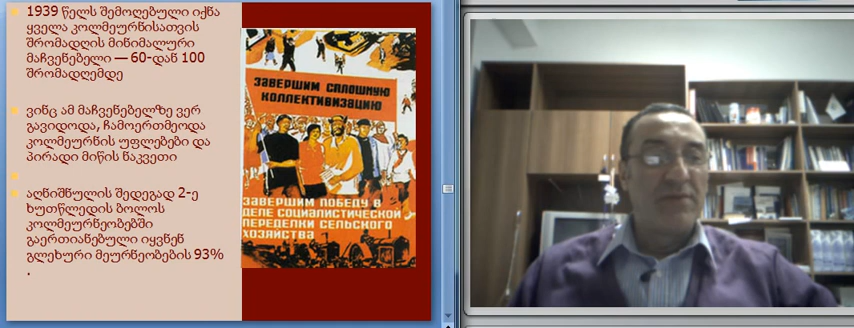 1939 წელს შემოღებული იქნა
ყველა კოლმეურნისათვის
შრომადღის მინიმალური
მაჩვენებელი — 60-დან 100
შრომადღემდე
ვინც ამ მაჩვენებელზე ვერ
გავიდოდა, ჩამოერთმეოდა
კოლმეურნის უფლებები და
პირადი მიწის ნაკვეთი
აღნიშნულის შედეგად 2-ე
ხუთწლედის ბოლოს
კოლმეურნეობებში
გაერთიანებული იყვნენ
გლეხური მეურნეობების 93%
.
ЗАВЕРШИМ СПЛОШНУЮ
КОЛЛЕКТИВИЗАЦИЮ
ЗАВЕРШИМ ПОБЕДУ В
ДЕЛЕ СОЦИАЛИСТИЧЕСКОЙ
ПЕРЕДЕЛКИ СЕЛЬСКОГО
ХОЗЯЙСТВА